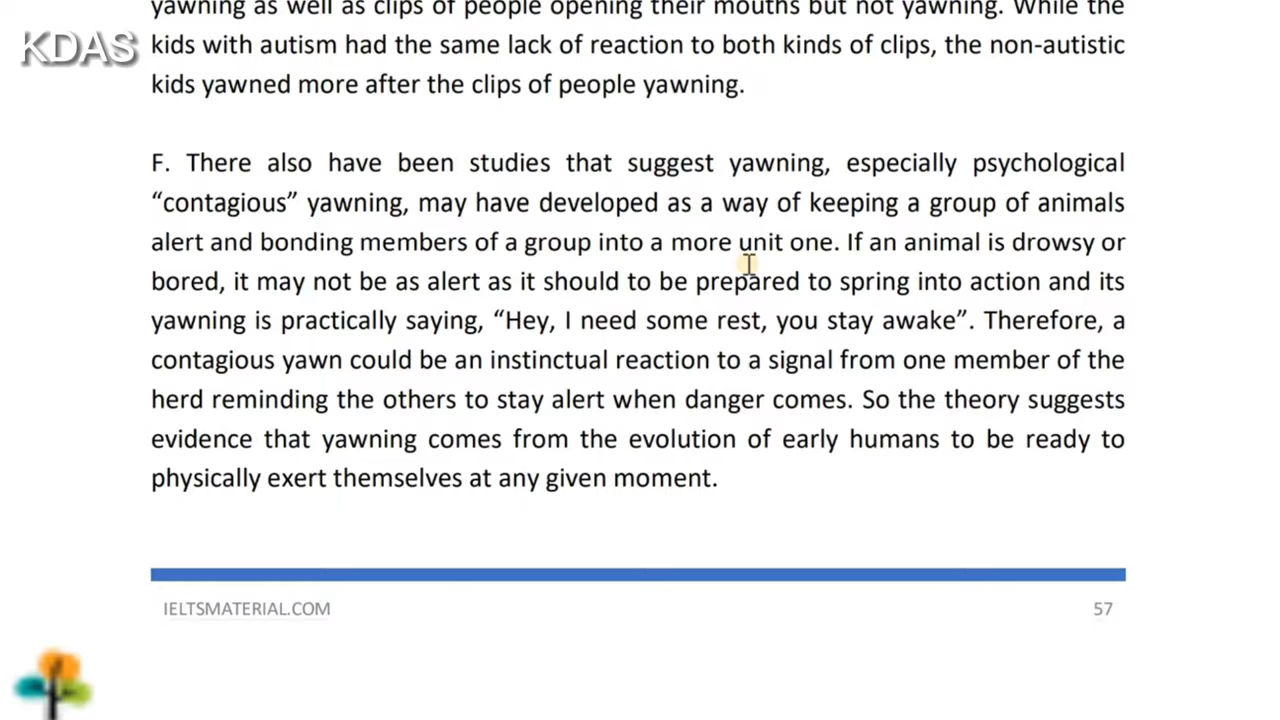 yawning as well as clips of people opening their mouths but not yawning. While the
KDAS
kids with autism had the same lack of reaction to both kinds of clips, the non-autistic
kids yawned more after the clips of people yawning.
F. There also have been studies that suggest yawning, especially psychological
“contagious” yawning, may have developed as a way of keeping a group of animals
alert and bonding members of a group into a more unit one. If an animal is drowsy or
bored, it may not be as alert as it should to be prepared to spring into action and its
yawning is practically saying, “Hey, I need some rest, you stay awake”. Therefore, a
contagious yawn could be an instinctual reaction to a signal from one member of the
herd reminding the others to stay alert when danger comes. So the theory suggests
evidence that yawning comes from the evolution of early humans to be ready to
physically exert themselves at any given moment.
IELTSMATERIAL.COM
57